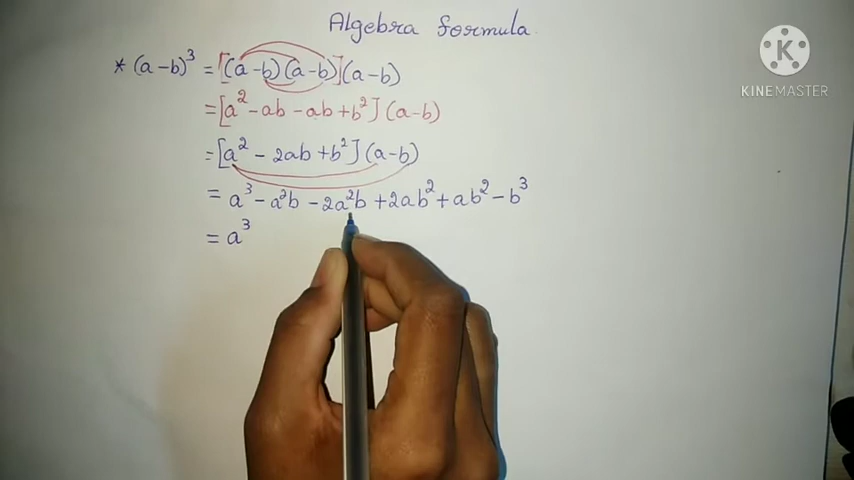 Algebra formula.
* (a-b)³ = [(a-b)(a-b)](a-b)
= [a² - ab - ab + b²] (a-b)
= [a² - 2ab + b²] (a-b)
= a³ - a²b - 2a²b + 2ab² + ab² - b³
= a³
K
KINEMASTER